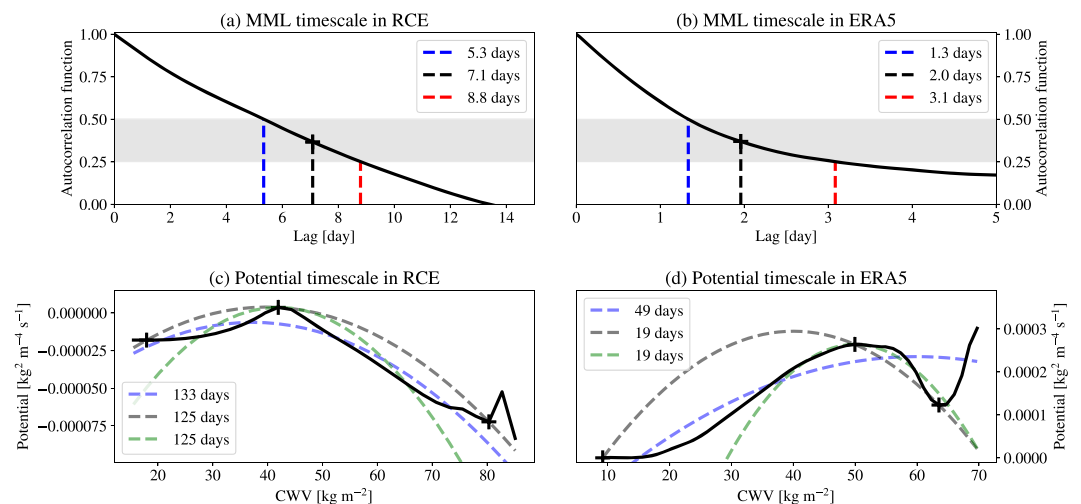 (a) MML timescale in RCE
1.00
0.75
0.50
0.25
0.00
Autocorrelation function
5.3 days
7.1 days
8.8 days
0 2 4 6 8 10 12 14
Lag [day]
(b) MML timescale in ERA5
1.3 days
2.0 days
3.1 days
1.00
0.75
0.50
0.25
0.00
Autocorrelation function
0 1 2 3 4 5
Lag [day]
(c) Potential timescale in RCE
0.000000
−0.000025
−0.000050
−0.000075
Potential [kg² m⁻⁴ s⁻¹]
133 days
125 days
125 days
20 30 40 50 60 70 80
CWV [kg m⁻²]
(d) Potential timescale in ERA5
49 days
19 days
19 days
0.0003
0.0002
0.0001
0.0000
Potential [kg² m⁻⁴ s⁻¹]
10 20 30 40 50 60 70
CWV [kg m⁻²]